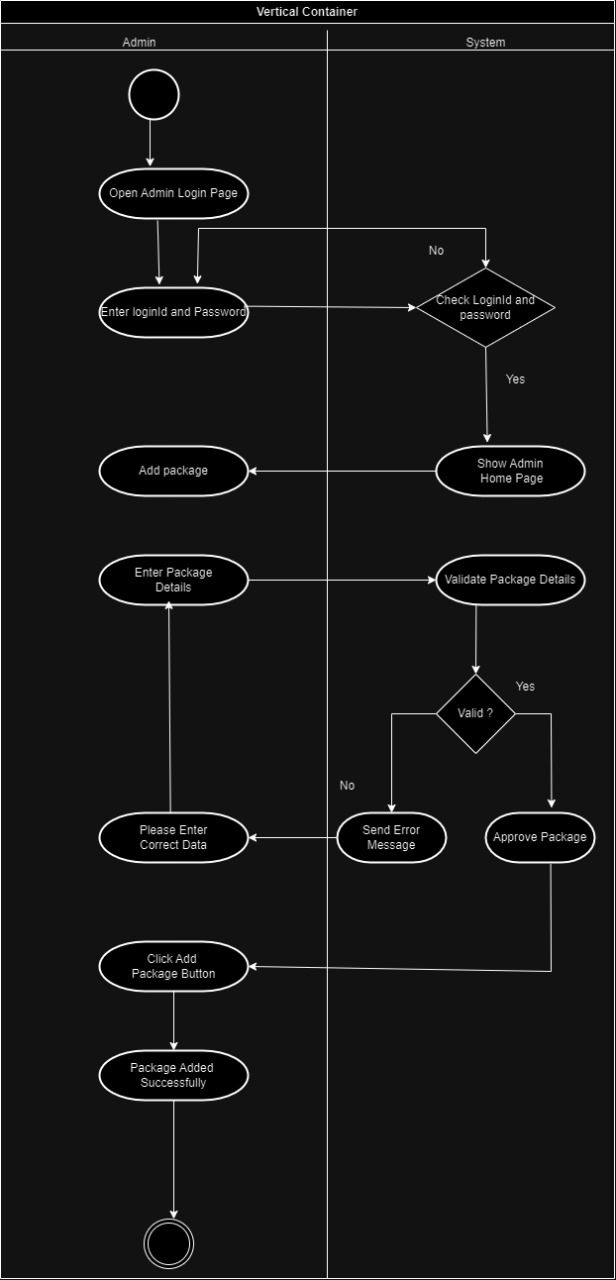 Vertical Container
Admin
System
Open Admin Login Page
No
Enter loginId and Password
Check LoginId and
password
Yes
Add package
Show Admin
Home Page
Enter Package
Details
Validate Package Details
Yes
Valid ?
No
Please Enter
Correct Data
Send Error
Message
Approve Package
Click Add
Package Button
Package Added
Successfully